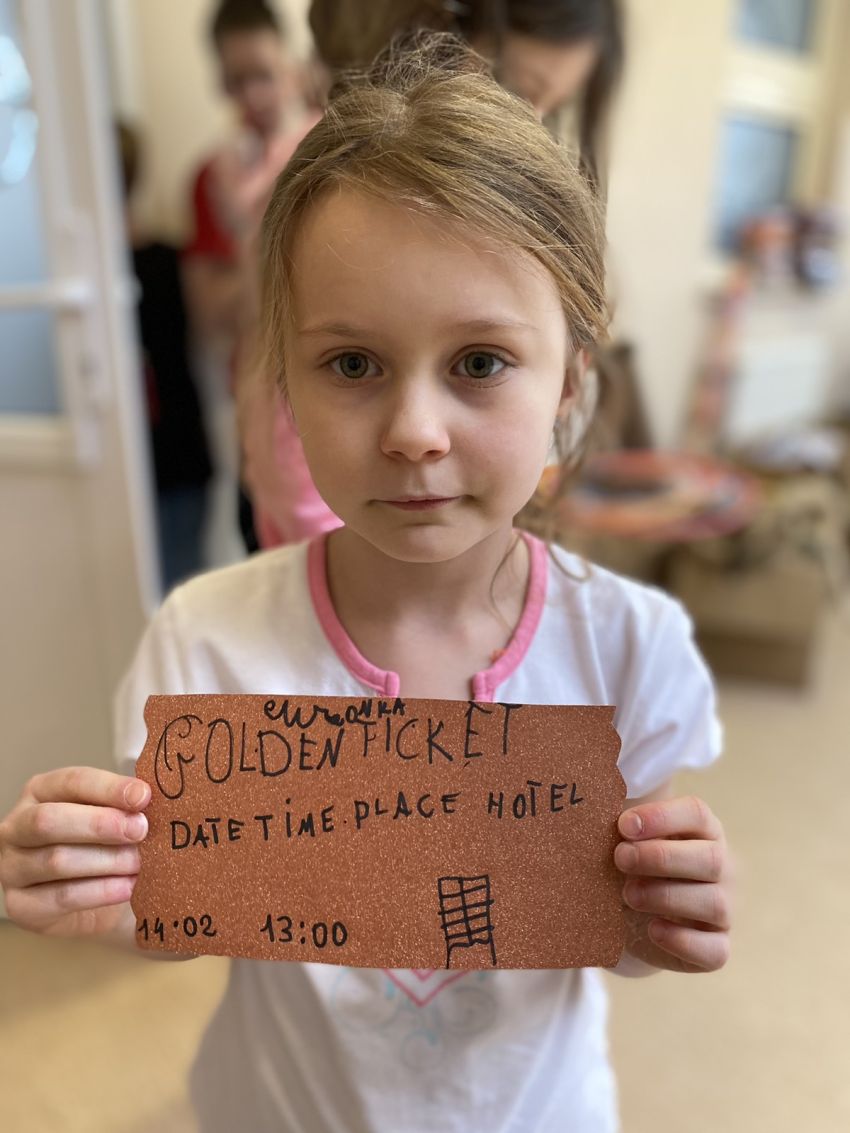 GOLDEN TICKET
DATE TIME. PLACE HOTEL
14.02 13:00